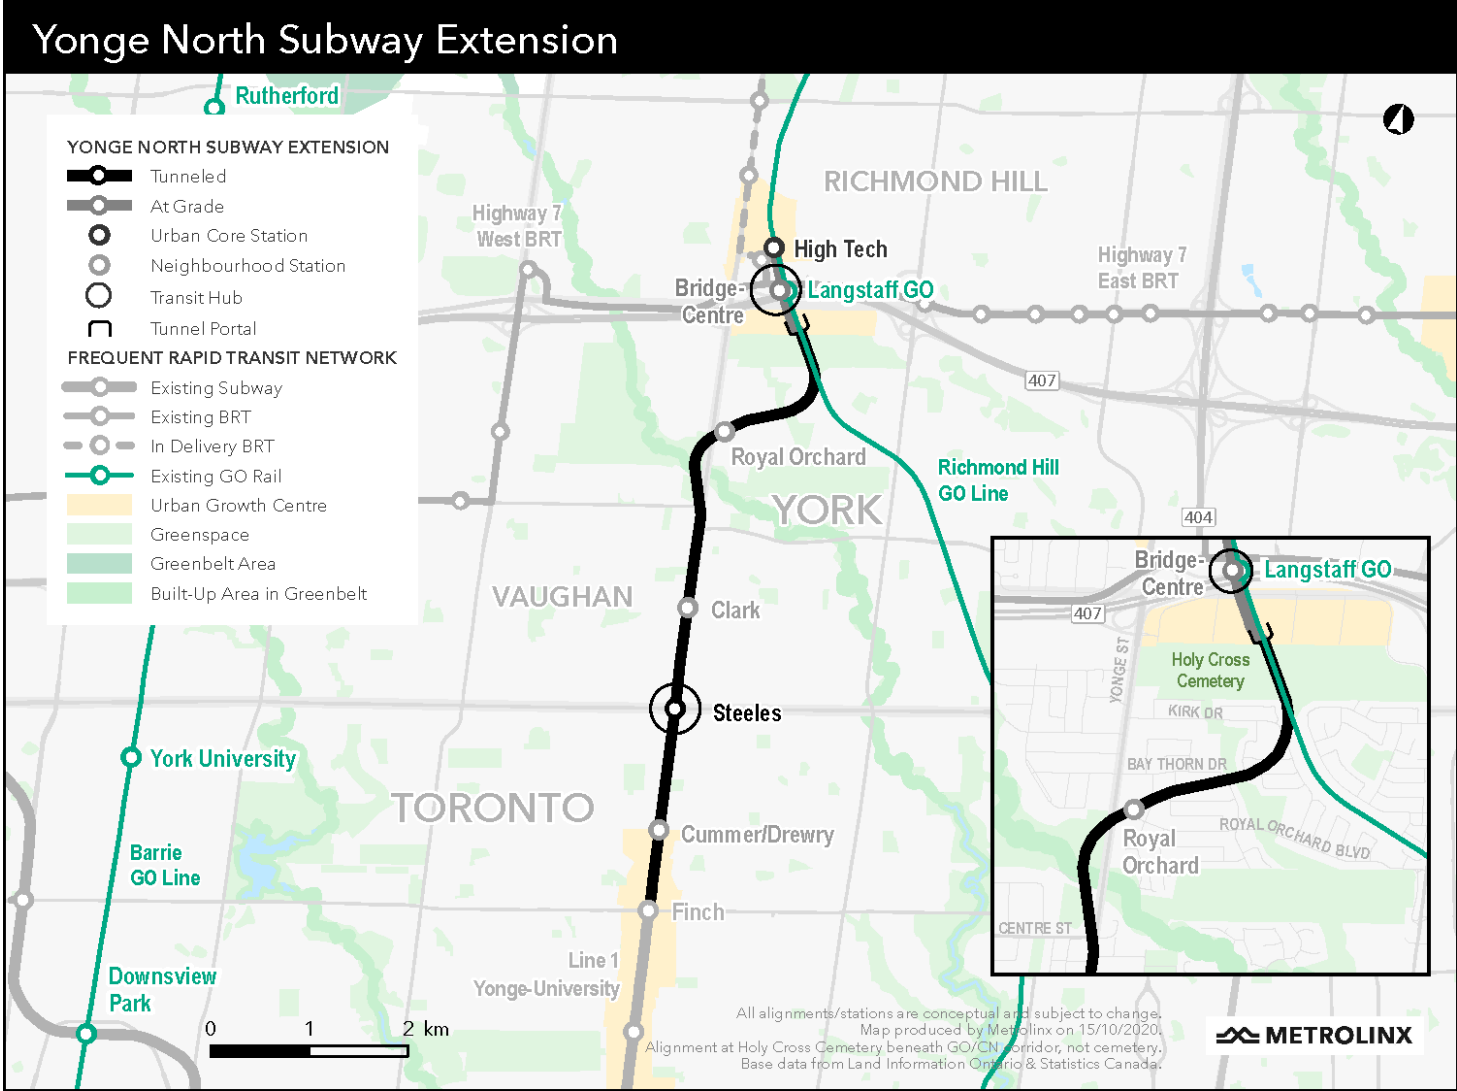 Yonge North Subway Extension
Rutherford
YONGE NORTH SUBWAY EXTENSION
Tunneled
At Grade
Urban Core Station
Neighbourhood Station
Transit Hub
Tunnel Portal
FREQUENT RAPID TRANSIT NETWORK
Existing Subway
Existing BRT
In Delivery BRT
Existing GO Rail
Urban Growth Centre
Greenspace
Greenbelt Area
Built-Up Area in Greenbelt
Highway 7
West BRT
RICHMOND HILL
High Tech
Bridge-
Centre
Langstaff GO
Highway 7
East BRT
407
Royal Orchard
Richmond Hill
GO Line
YORK
404
VAUGHAN
Clark
Steeles
York University
TORONTO
Cummer/Drewry
Barrie
GO Line
Finch
Line 1
Yonge-University
Downsview
Park
0 1 2 km
Bridge-
Centre
Langstaff GO
407
YONGE ST
Holy Cross
Cemetery
KIRK DR
BAY THORN DR
ROYAL ORCHARD BLVD
Royal
Orchard
CENTRE ST
All alignments/stations are conceptual and subject to change.
Map produced by Metrolinx on 15/10/2020.
Alignment at Holy Cross Cemetery beneath GO/CN corridor, not cemetery.
Base data from Land Information Ontario & Statistics Canada.
METROLINX